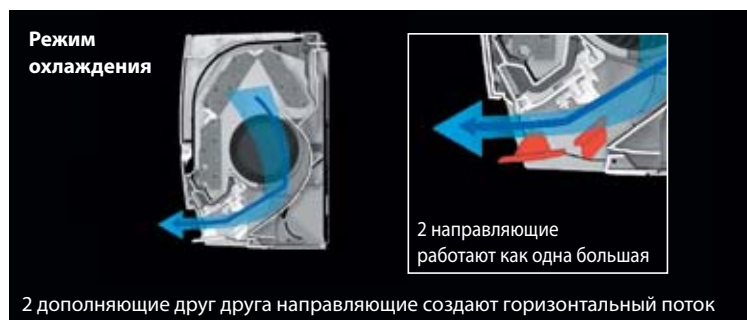 Режим
охлаждения
2 направляющие
работают как одна большая
2 дополняющие друг друга направляющие создают горизонтальный поток